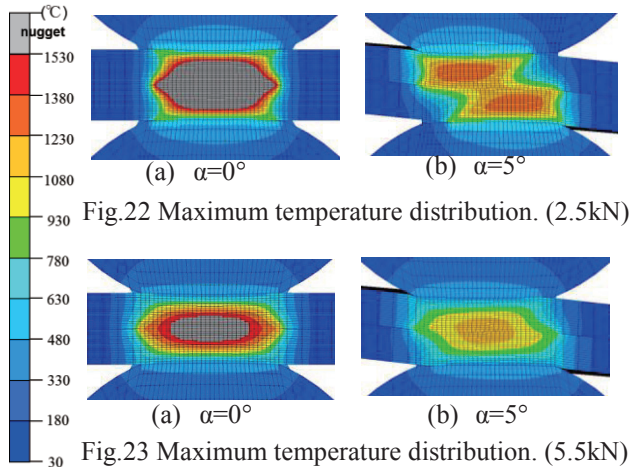 (℃)
nugget
1530
1380
1230
1080
930
780
630
480
330
180
30
(a) α=0°
(b) α=5°
Fig.22 Maximum temperature distribution. (2.5kN)
(a) α=0°
(b) α=5°
Fig.23 Maximum temperature distribution. (5.5kN)